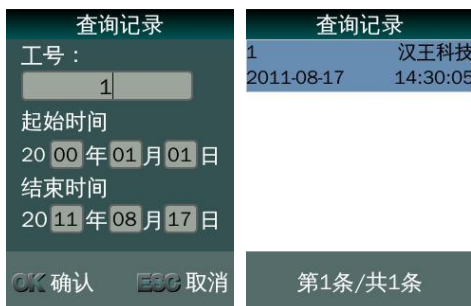 查询记录
工号：
1
起始时间
20 00 年 01 月 01 日
结束时间
20 11 年 08 月 17 日
OK 确认 ESC 取消
查询记录
1 汉王科技
2011-08-17 14:30:05
第1条/共1条